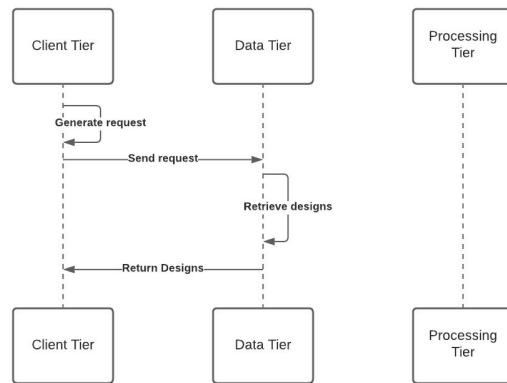 Client Tier
Data Tier
Processing
Tier
Generate request
Send request
Retrieve designs
Return Designs
Client Tier
Data Tier
Processing
Tier